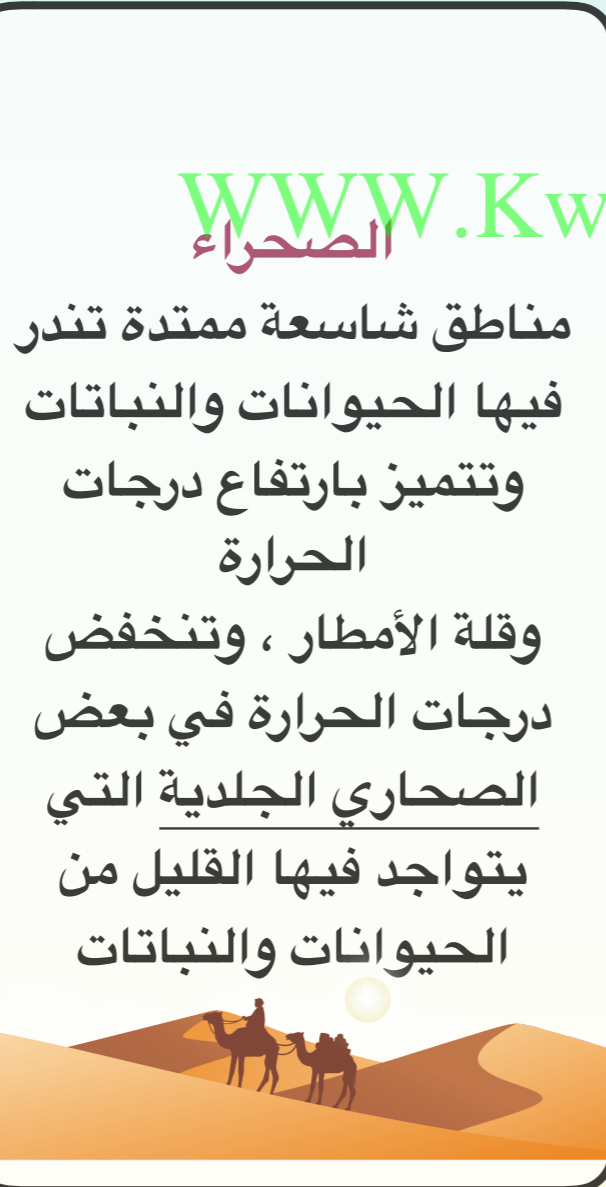 WWW.Kw
الصحراء
مناطق شاسعة ممتدة تندر
فيها الحيوانات والنباتات
وتتميز بارتفاع درجات
الحرارة
وقلة الأمطار ، وتنخفض
درجات الحرارة في بعض
الصحاري الجلدية التي
يتواجد فيها القليل من
الحيوانات والنباتات